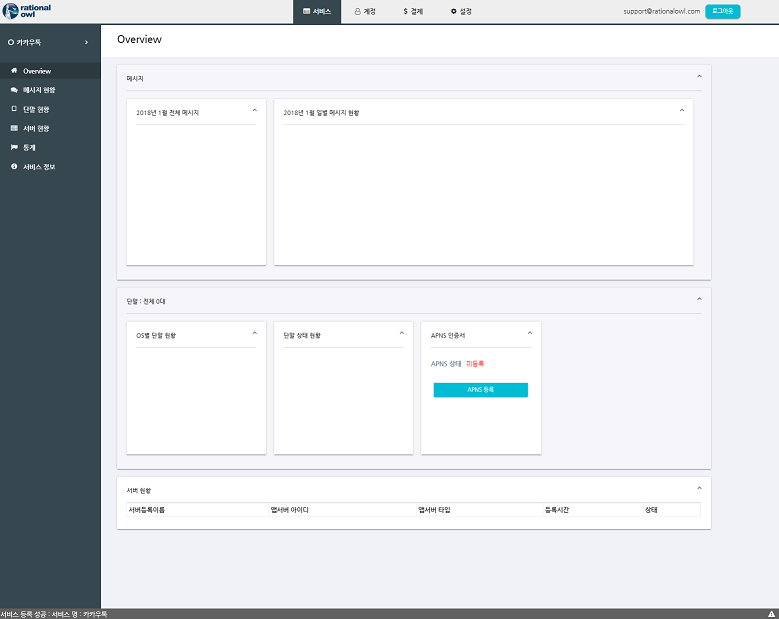 rational owl
서비스
계정
$ 결제
설정
support@rationalowl.com
로그아웃
카카우톡
Overview
메시지 현황
단말 현황
서버 현황
통계
서비스 정보
Overview
메시지
2018년 1월 전체 메시지
2018년 1월 일별 메시지 현황
단말 : 전체 0대
OS별 단말 현황
단말 상태 현황
APNS 인증서
APNS 상태 미등록
APNS 등록
서버 현황
서버등록이름 앱서버 아이디 앱서버 타입 등록시간 상태
서비스 등록 성공 : 서비스 명 : 카카우톡